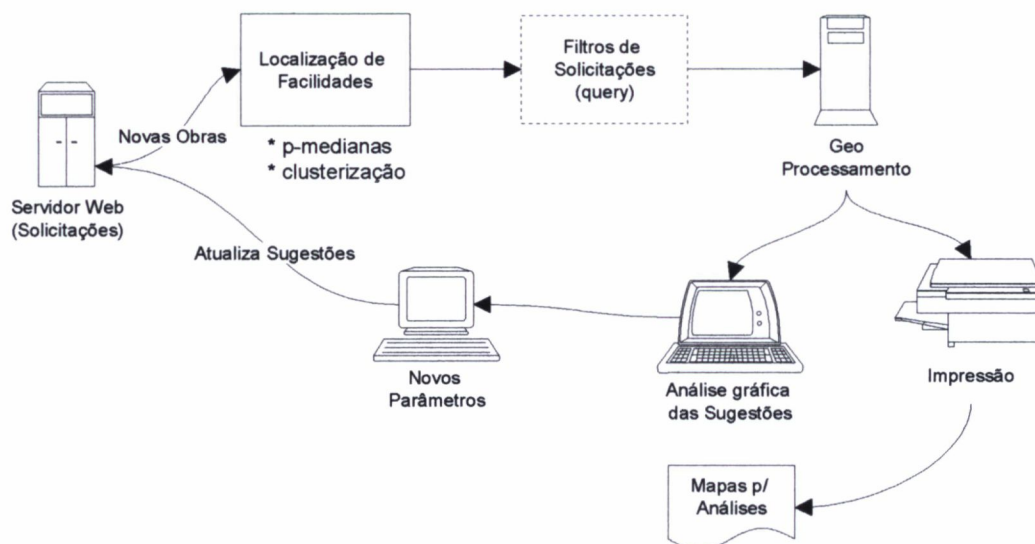 Localização de
Facilidades
* p-medianas
* clusterização
Filtros de
Solicitações
(query)
Geo
Processamento
Novas Obras
Servidor Web
(Solicitações)
Atualiza Sugestões
Novos
Parâmetros
Análise gráfica
das Sugestões
Impressão
Mapas p/
Análises